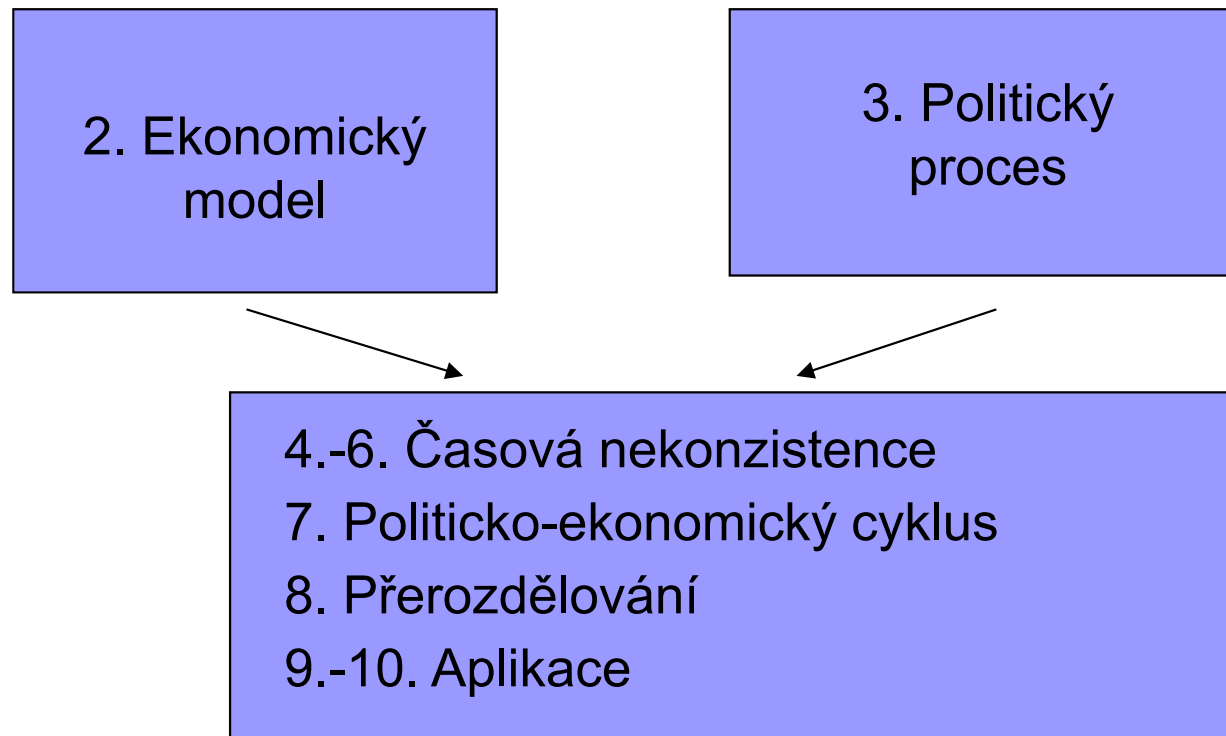 2. Ekonomický
model
3. Politický
proces
4.-6. Časová nekonzistence
7. Politicko-ekonomický cyklus
8. Přerozdělování
9.-10. Aplikace